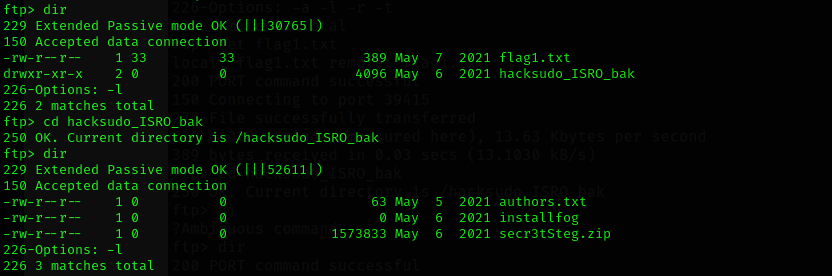 ftp> dir
229 Extended Passive mode OK (|||30765|)
150 Accepted data connection
-rw-r--r--    1 33         33                389 May  7  2021 flag1.txt
drwxr-xr-x    2 0          0                4096 May  6  2021 hacksudo_ISRO_bak
226-Options: -l
226 2 matches total
ftp> cd hacksudo_ISRO_bak
250 OK. Current directory is /hacksudo_ISRO_bak
ftp> dir
229 Extended Passive mode OK (|||52611|)
150 Accepted data connection
-rw-r--r--    1 0          0                  63 May  5  2021 authors.txt
-rw-r--r--    1 0          0                   0 May  6  2021 installfog
-rw-r--r--    1 0          0             1573833 May  6  2021 secr3tSteg.zip
226-Options: -l
226 3 matches total